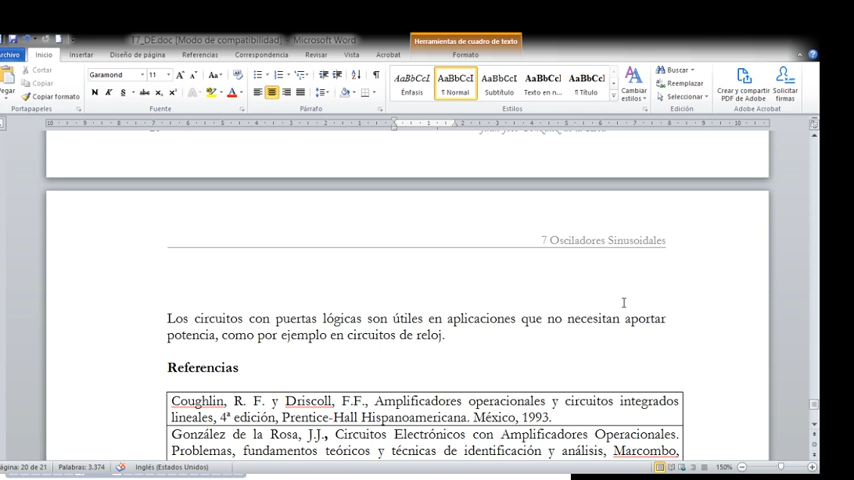 17_DE.doc [Modo de compatibilidad, - Microsoft Word
Herramientas de cuadro de texto
Archivo Inicio Insertar Diseño de página Referencias Correspondencia Revisar Vista Acrobat Formato
Cortar
Copiar
Copiar formato
Pegar
Portapapeles
Garamond 11
Fuente
Párrafo
AaBbCcL AaBbCcI AaBbCcI AaBbCc AaBbCc
Énfasis ¶ Normal Subtítulo Texto en n... ¶ Título
Cambiar estilos
Estilos
Buscar
Reemplazar
Seleccionar
Edición
Crear y compartir PDF de Adobe
Solicitar firmas
Adobe Acrobat
7 Osciladores Sinusoidales
Los circuitos con puertas lógicas son útiles en aplicaciones que no necesitan aportar
potencia, como por ejemplo en circuitos de reloj.
Referencias
Coughlin, R. F. y Driscoll, F.F., Amplificadores operacionales y circuitos integrados
lineales, 4ª edición, Prentice-Hall Hispanoamericana. México, 1993.
González de la Rosa, J.J., Circuitos Electrónicos con Amplificadores Operacionales.
Problemas, fundamentos teóricos y técnicas de identificación y análisis, Marcombo,
Página: 20 de 21 Palabras: 3.374 Inglés (Estados Unidos) 150%